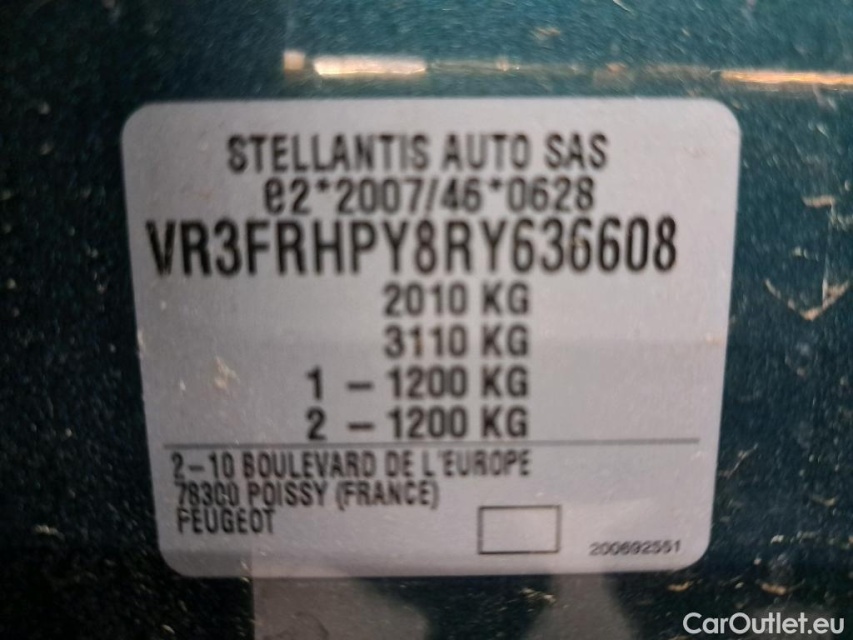 STELLANTIS AUTO SAS
e2*2007/46*0628
VR3FRHPY8RY636608
2010 KG
3110 KG
1 - 1200 KG
2 - 1200 KG
2-10 BOULEVARD DE L'EUROPE
78300 POISSY (FRANCE)
PEUGEOT
200692551
CarOutlet.eu